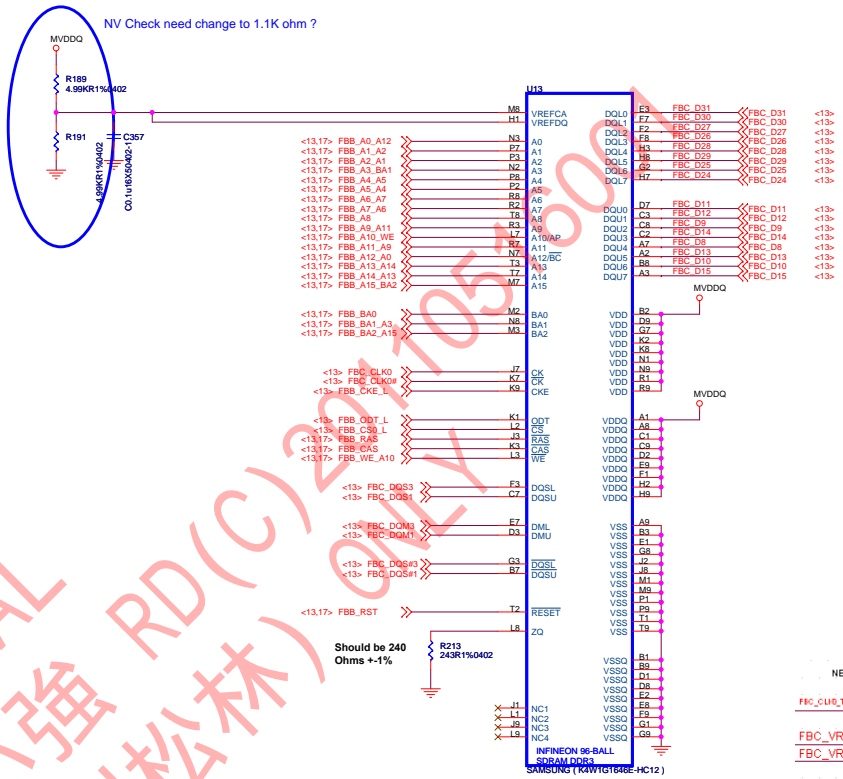 NV Check need change to 1.1K ohm ?
MVDDQ
R189
4.99KR1%0402
R191
4.99KR1%0402
C357
C0.1u16X50402-1
U13
M8 VREFCA
H1 VREFDQ
<13,17> FBB_A0_A12 N3 A0
<13,17> FBB_A1_A2 P7 A1
<13,17> FBB_A2_A1 P3 A2
<13,17> FBB_A3_BA1 N2 A3
<13,17> FBB_A4_A5 P8 A4
<13,17> FBB_A5_A4 P2 A5
<13,17> FBB_A6_A7 R8 A6
<13,17> FBB_A7_A6 R2 A7
<13,17> FBB_A8 T8 A8
<13,17> FBB_A9_A11 R3 A9
<13,17> FBB_A10_WE L7 A10/AP
<13,17> FBB_A11_A9 R7 A11
<13,17> FBB_A12_A0 N7 A12/BC
<13,17> FBB_A13_A14 T3 A13
<13,17> FBB_A14_A13 T7 A14
<13,17> FBB_A15_BA2 M7 A15
<13,17> FBB_BA0 M2 BA0
<13,17> FBB_BA1_A3 N8 BA1
<13,17> FBB_BA2_A15 M3 BA2
<13> FBC_CLK0 J7 CK
<13> FBC_CLK0# K7 CK
<13> FBB_CKE_L K9 CKE
<13> FBB_ODT_L K1 ODT
<13> FBB_CS0_L L2 CS
<13,17> FBB_RAS J3 RAS
<13,17> FBB_CAS K3 CAS
<13,17> FBB_WE_A10 L3 WE
<13> FBC_DQS3 F3 DQSL
<13> FBC_DQS1 C7 DQSU
<13> FBC_DQM3 E7 DML
<13> FBC_DQM1 D3 DMU
<13> FBC_DQS#3 G3 DQSL
<13> FBC_DQS#1 B7 DQSU
<13,17> FBB_RST T2 RESET
L8 ZQ
Should be 240
Ohms +-1%
R213
243R1%0402
J1 NC1
L1 NC2
J9 NC3
L9 NC4
DQL0 E3 FBC_D31 FBC_D31 <13>
DQL1 F7 FBC_D30 FBC_D30 <13>
DQL2 F2 FBC_D27 FBC_D27 <13>
DQL3 F8 FBC_D26 FBC_D26 <13>
DQL4 H3 FBC_D28 FBC_D28 <13>
DQL5 H8 FBC_D29 FBC_D29 <13>
DQL6 G2 FBC_D25 FBC_D25 <13>
DQL7 H7 FBC_D24 FBC_D24 <13>
DQU0 D7 FBC_D11 FBC_D11 <13>
DQU1 C3 FBC_D12 FBC_D12 <13>
DQU2 C8 FBC_D9 FBC_D9 <13>
DQU3 C2 FBC_D14 FBC_D14 <13>
DQU4 A7 FBC_D8 FBC_D8 <13>
DQU5 A2 FBC_D13 FBC_D13 <13>
DQU6 B8 FBC_D10 FBC_D10 <13>
DQU7 A3 FBC_D15 FBC_D15 <13>
MVDDQ
VDD B2
VDD D9
VDD G7
VDD K2
VDD K8
VDD N1
VDD N9
VDD R1
VDD R9
MVDDQ
VDDQ A1
VDDQ A8
VDDQ C1
VDDQ C9
VDDQ D2
VDDQ E9
VDDQ F1
VDDQ H2
VDDQ H9
VSS A9
VSS B3
VSS E1
VSS G8
VSS J2
VSS J8
VSS M1
VSS M9
VSS P1
VSS P9
VSS T1
VSS T9
VSSQ B1
VSSQ B9
VSSQ D1
VSSQ D8
VSSQ E2
VSSQ E8
VSSQ F9
VSSQ G1
VSSQ G9
INFINEON 96-BALL
SDRAM DDR3
SAMSUNG ( K4W1G1646E-HC12 )
NE
FBC_VR
FBC_VR
AL RD(C)20110516001
強 松林) ONLY